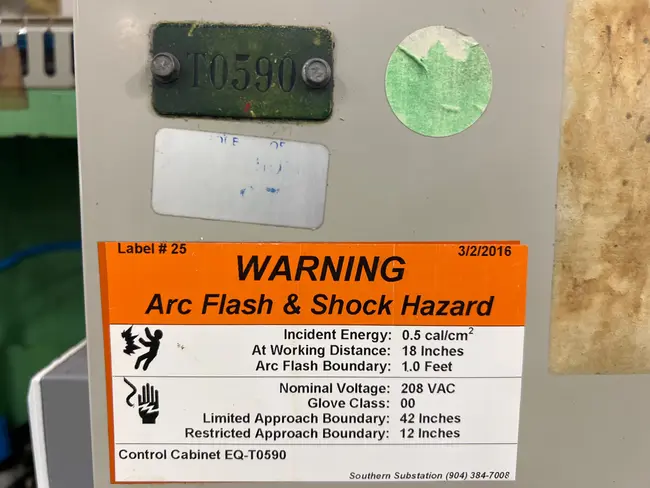 T0590
OF
Label # 25 3/2/2016
WARNING
Arc Flash & Shock Hazard
Incident Energy: 0.5 cal/cm²
At Working Distance: 18 Inches
Arc Flash Boundary: 1.0 Feet
Nominal Voltage: 208 VAC
Glove Class: 00
Limited Approach Boundary: 42 Inches
Restricted Approach Boundary: 12 Inches
Control Cabinet EQ-T0590
Southern Substation (904) 384-7008